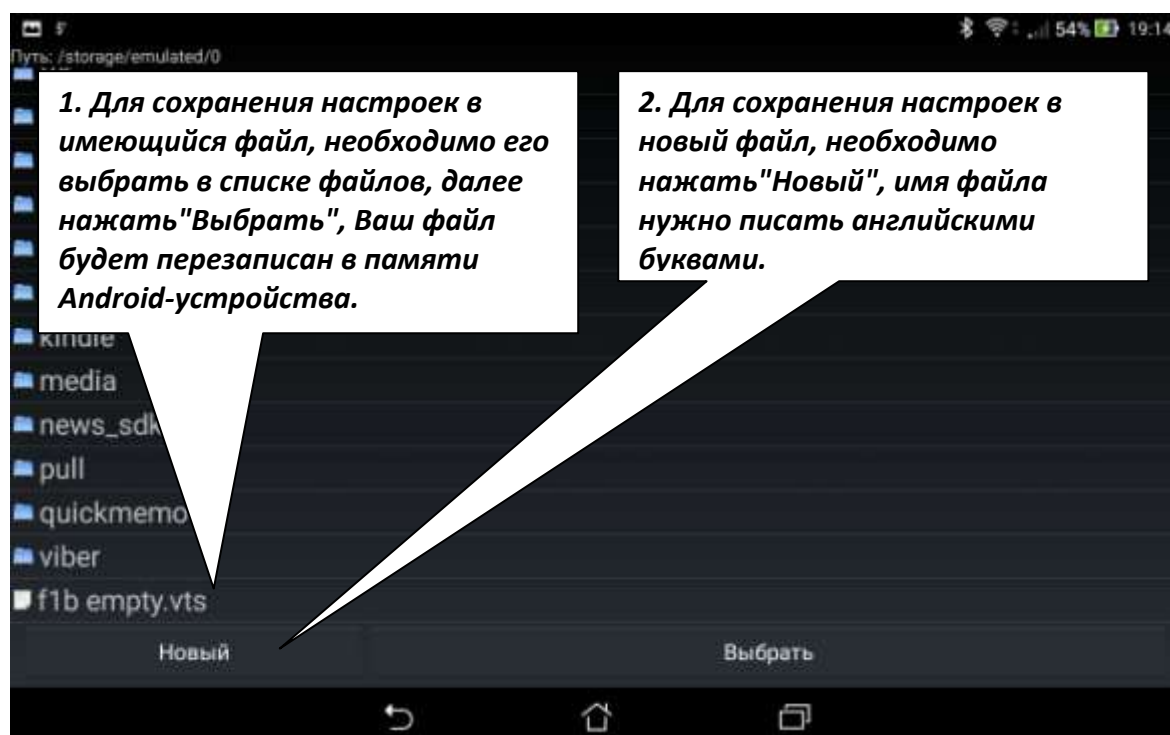 54% 19:14
Путь: /storage/emulated/0
1. Для сохранения настроек в
имеющийся файл, необходимо его
выбрать в списке файлов, далее
нажать"Выбрать", Ваш файл
будет перезаписан в памяти
Android-устройства.
2. Для сохранения настроек в
новый файл, необходимо
нажать"Новый", имя файла
нужно писать английскими
буквами.
kindle
media
news_sdk
pull
quickmemo
viber
f1b empty.vts
Новый
Выбрать